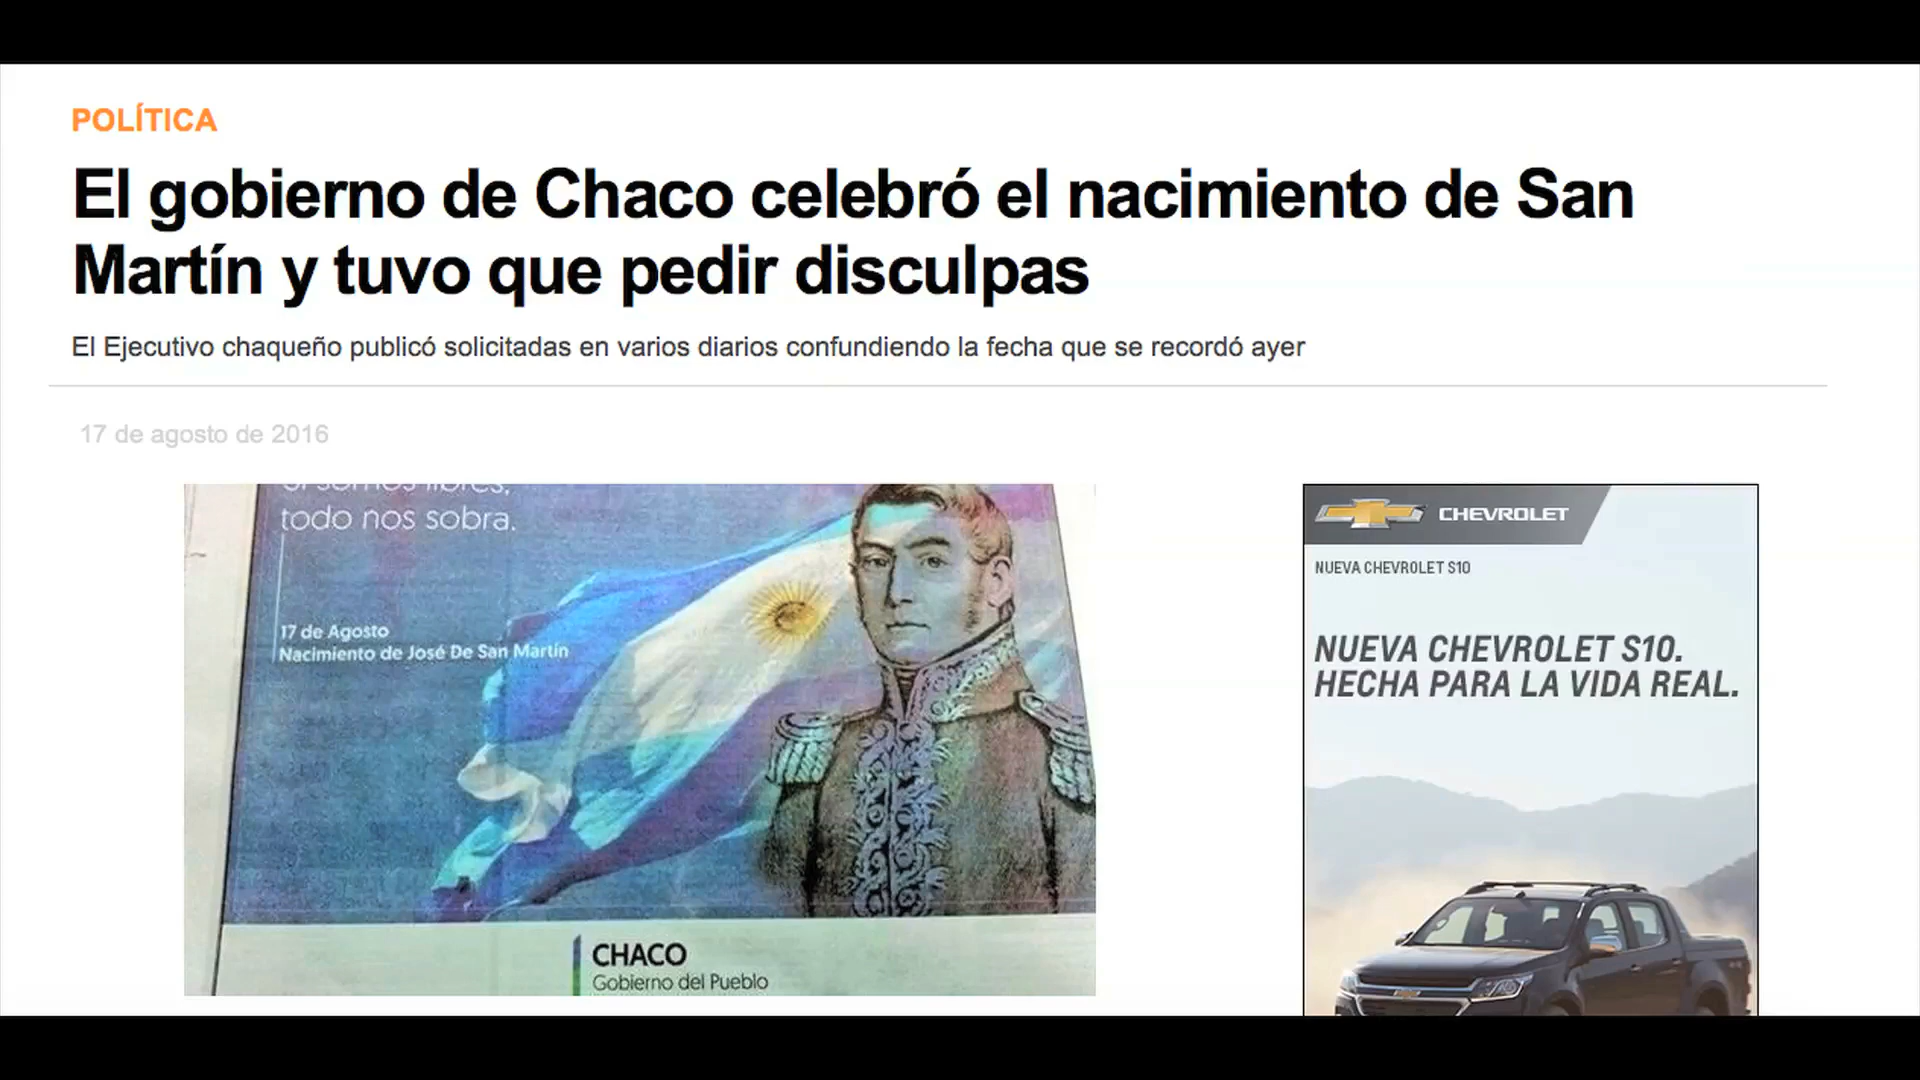 POLÍTICA
El gobierno de Chaco celebró el nacimiento de San
Martín y tuvo que pedir disculpas
El Ejecutivo chaqueño publicó solicitadas en varios diarios confundiendo la fecha que se recordó ayer
17 de agosto de 2016
somos libres,
todo nos sobra.
17 de Agosto
Nacimiento de José De San Martín
CHACO
Gobierno del Pueblo
CHEVROLET
NUEVA CHEVROLET S10
NUEVA CHEVROLET S10.
HECHA PARA LA VIDA REAL.